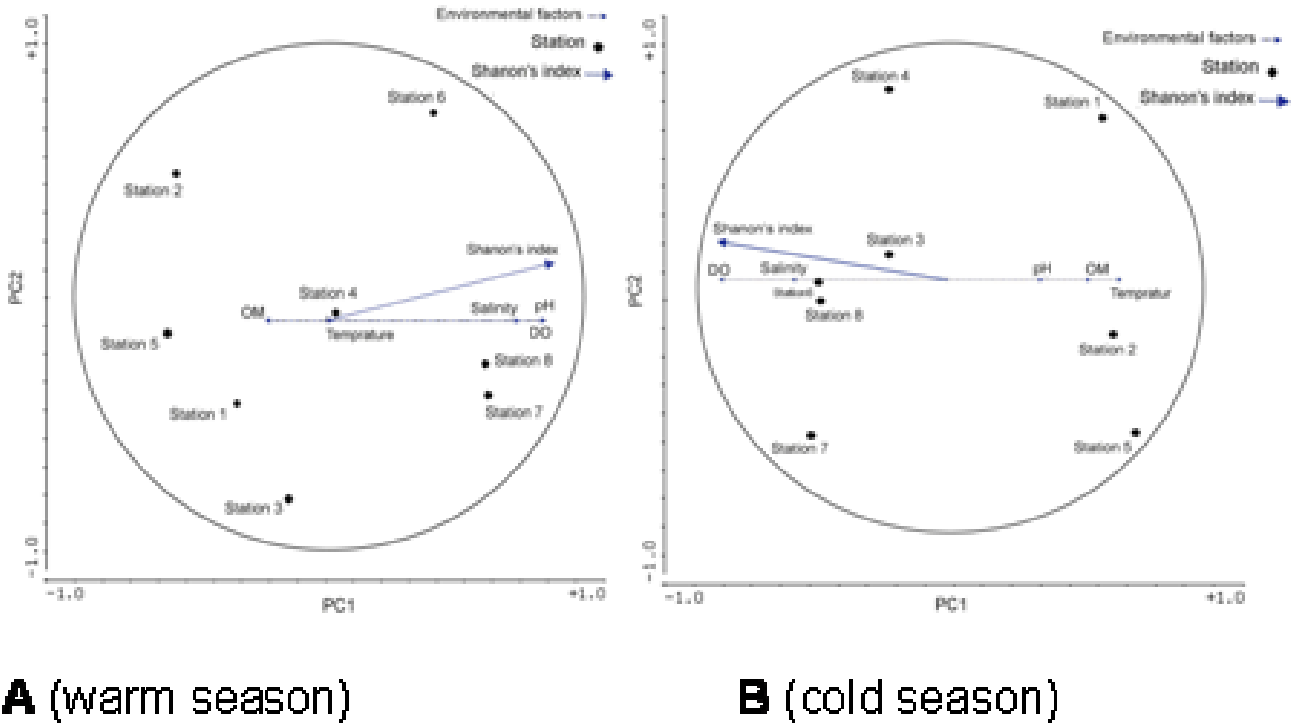 Environmental factors
Station
Shanon's index
+1.0
Station 6
Station 2
Shanon's index
PC2
Station 4
OM
Salinity
pH
Temprature
DO
Station 5
Station 8
Station 1
Station 7
Station 3
-1.0
-1.0
+1.0
PC1
Environmental factors
Station
Shanon's index
+1.0
Station 4
Station 1
Shanon's index
Station 3
PC2
DO
Salinity
pH
OM
Tempratur
Station 8
Station 2
Station 7
Station 5
-1.0
-1.0
+1.0
PC1
A (warm season)
B (cold season)